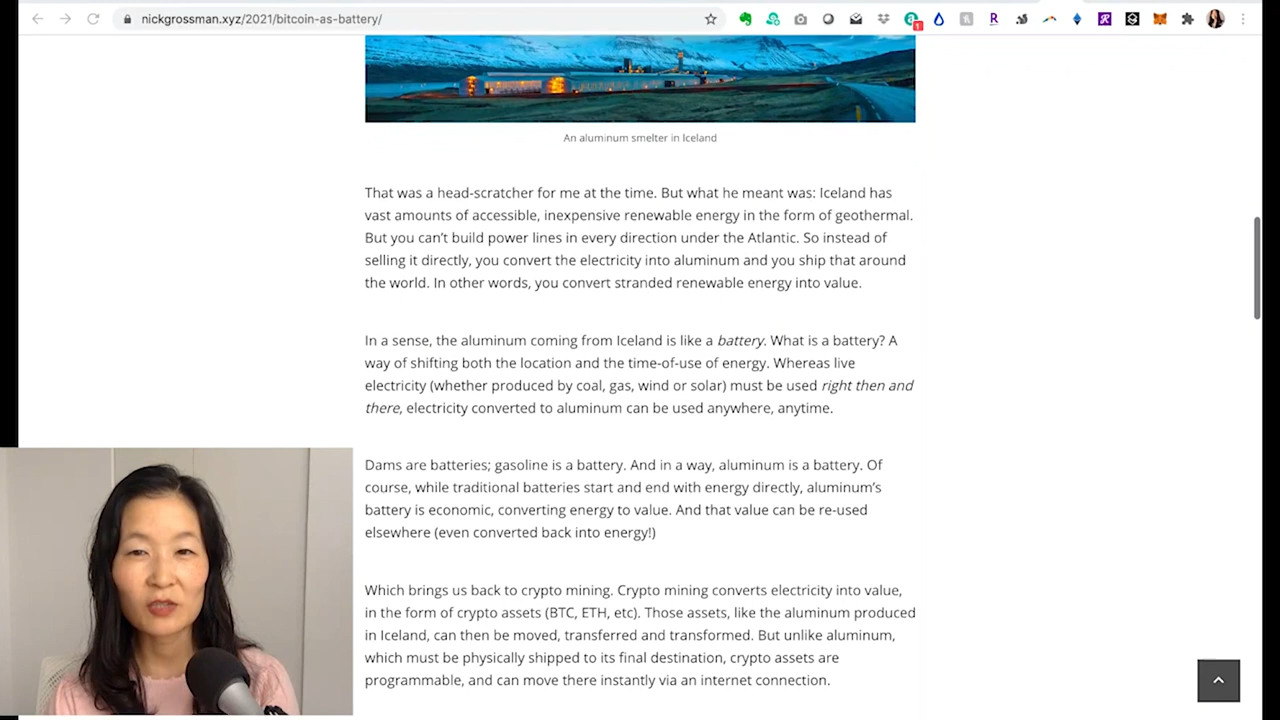 nickgrossman.xyz/2021/bitcoin-as-battery/
1
An aluminum smelter in Iceland
That was a head-scratcher for me at the time. But what he meant was: Iceland has
vast amounts of accessible, inexpensive renewable energy in the form of geothermal.
But you can’t build power lines in every direction under the Atlantic. So instead of
selling it directly, you convert the electricity into aluminum and you ship that around
the world. In other words, you convert stranded renewable energy into value.
In a sense, the aluminum coming from Iceland is like a battery. What is a battery? A
way of shifting both the location and the time-of-use of energy. Whereas live
electricity (whether produced by coal, gas, wind or solar) must be used right then and
there, electricity converted to aluminum can be used anywhere, anytime.
Dams are batteries; gasoline is a battery. And in a way, aluminum is a battery. Of
course, while traditional batteries start and end with energy directly, aluminum’s
battery is economic, converting energy to value. And that value can be re-used
elsewhere (even converted back into energy!)
Which brings us back to crypto mining. Crypto mining converts electricity into value,
in the form of crypto assets (BTC, ETH, etc). Those assets, like the aluminum produced
in Iceland, can then be moved, transferred and transformed. But unlike aluminum,
which must be physically shipped to its final destination, crypto assets are
programmable, and can move there instantly via an internet connection.